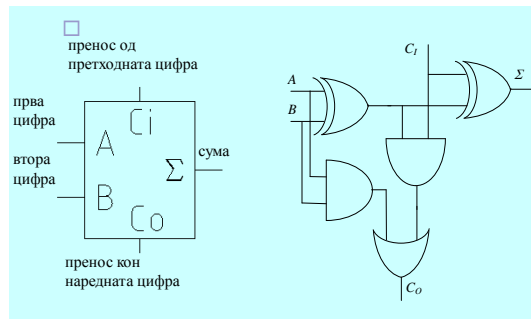 пренос од
претходната цифра
прва
цифра
A
Ci
втора
цифра
B
Σ
сума
Co
пренос кон
наредната цифра
C_I
A
B
Σ
C_O